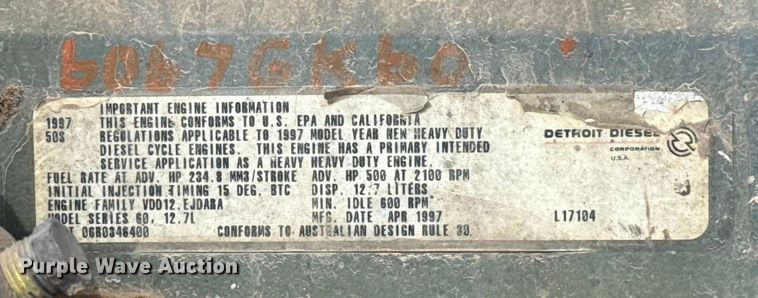 6067GK60
IMPORTANT ENGINE INFORMATION
1997 THIS ENGINE CONFORMS TO U.S. EPA AND CALIFORNIA
50S REGULATIONS APPLICABLE TO 1997 MODEL YEAR NEW HEAVY DUTY
DIESEL CYCLE ENGINES. THIS ENGINE HAS A PRIMARY INTENDED
SERVICE APPLICATION AS A HEAVY HEAVY DUTY ENGINE.
FUEL RATE AT ADV. HP 234.8 MM3/STROKE ADV. HP 500 AT 2100 RPM
INITIAL INJECTION TIMING 15 DEG. BTC DISP. 12.7 LITERS
ENGINE FAMILY VDD12.EJDARA MIN. IDLE 600 RPM
MODEL SERIES 60, 12.7L MFG. DATE APR 1997
06R0346400 CONFORMS TO AUSTRALIAN DESIGN RULE 30.
DETROIT DIESEL
CORPORATION
U.S.A.
L17104
Purple Wave Auction